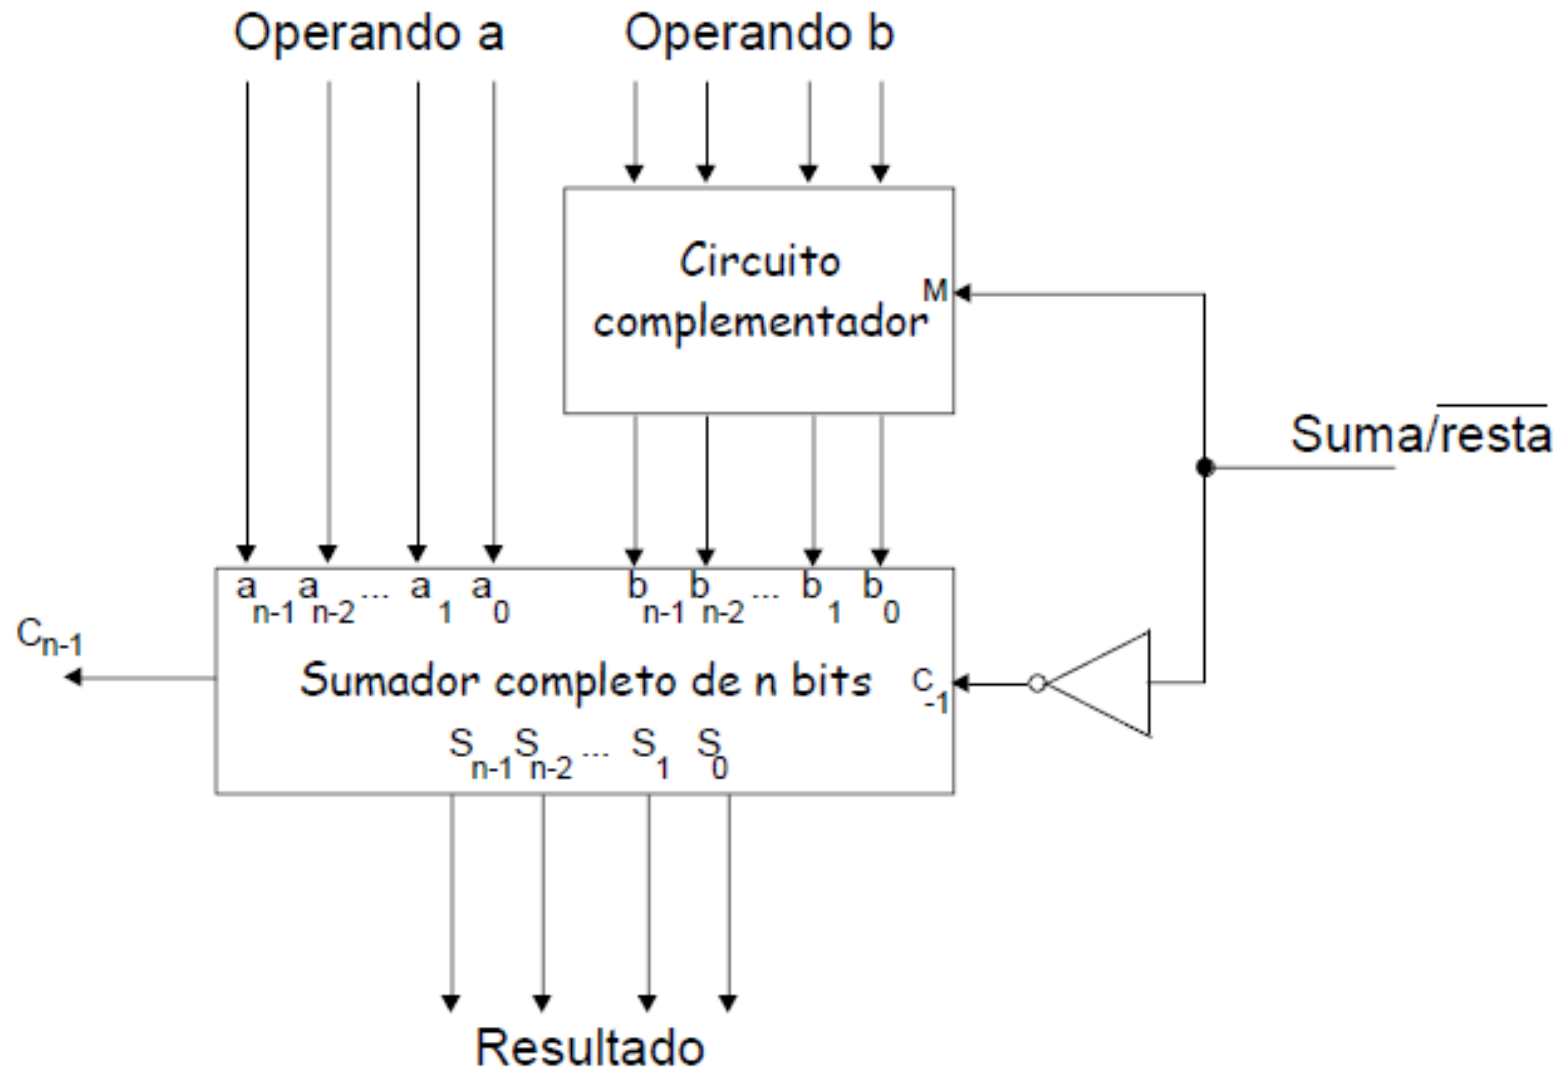 Operando a Operando b
Circuito
M
complementador
Suma/resta
a n-1 a n-2 ... a 1 a 0 b n-1 b n-2 ... b 1 b 0
C n-1
Sumador completo de n bits C -1
S n-1 S n-2 ... S 1 S 0
Resultado